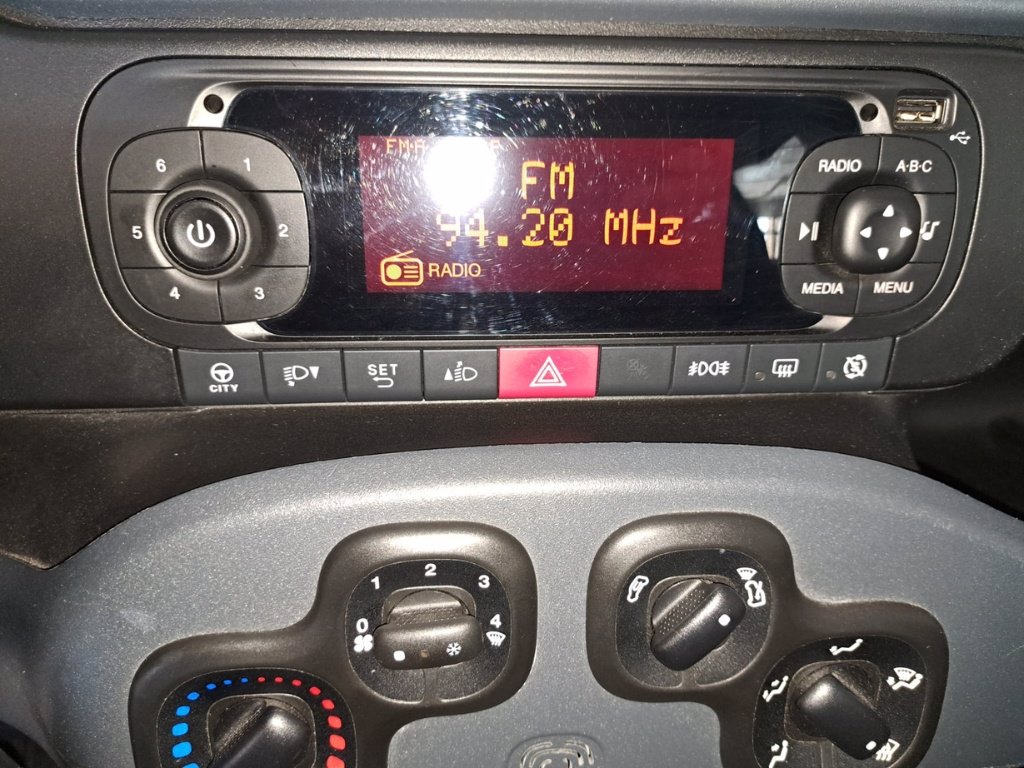 6 1
5 2
4 3
FM
94.20 MHz
RADIO
RADIO A·B·C
MEDIA MENU
CITY
SET
0 1 2 3 4